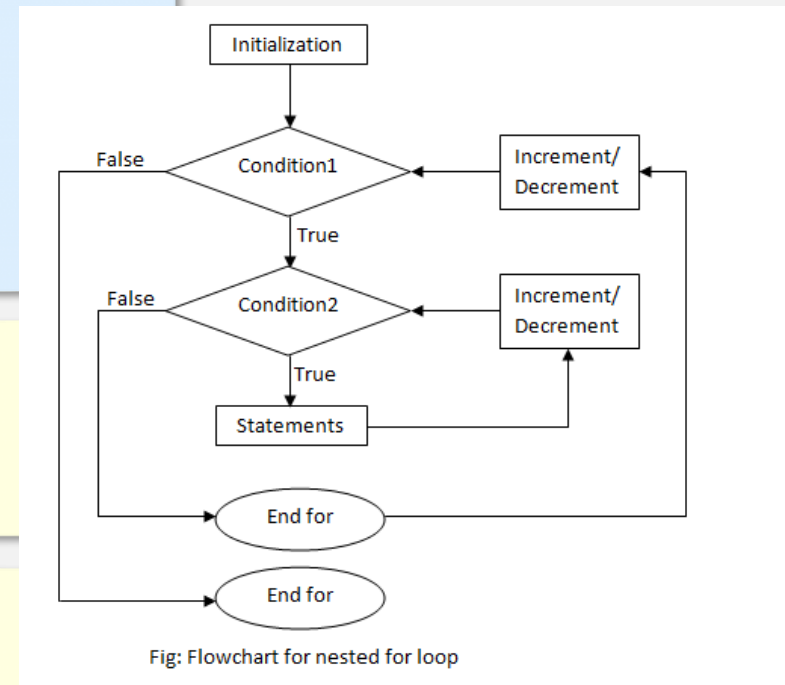 Initialization
False
Condition1
Increment/
Decrement
True
False
Condition2
Increment/
Decrement
True
Statements
End for
End for
Fig: Flowchart for nested for loop